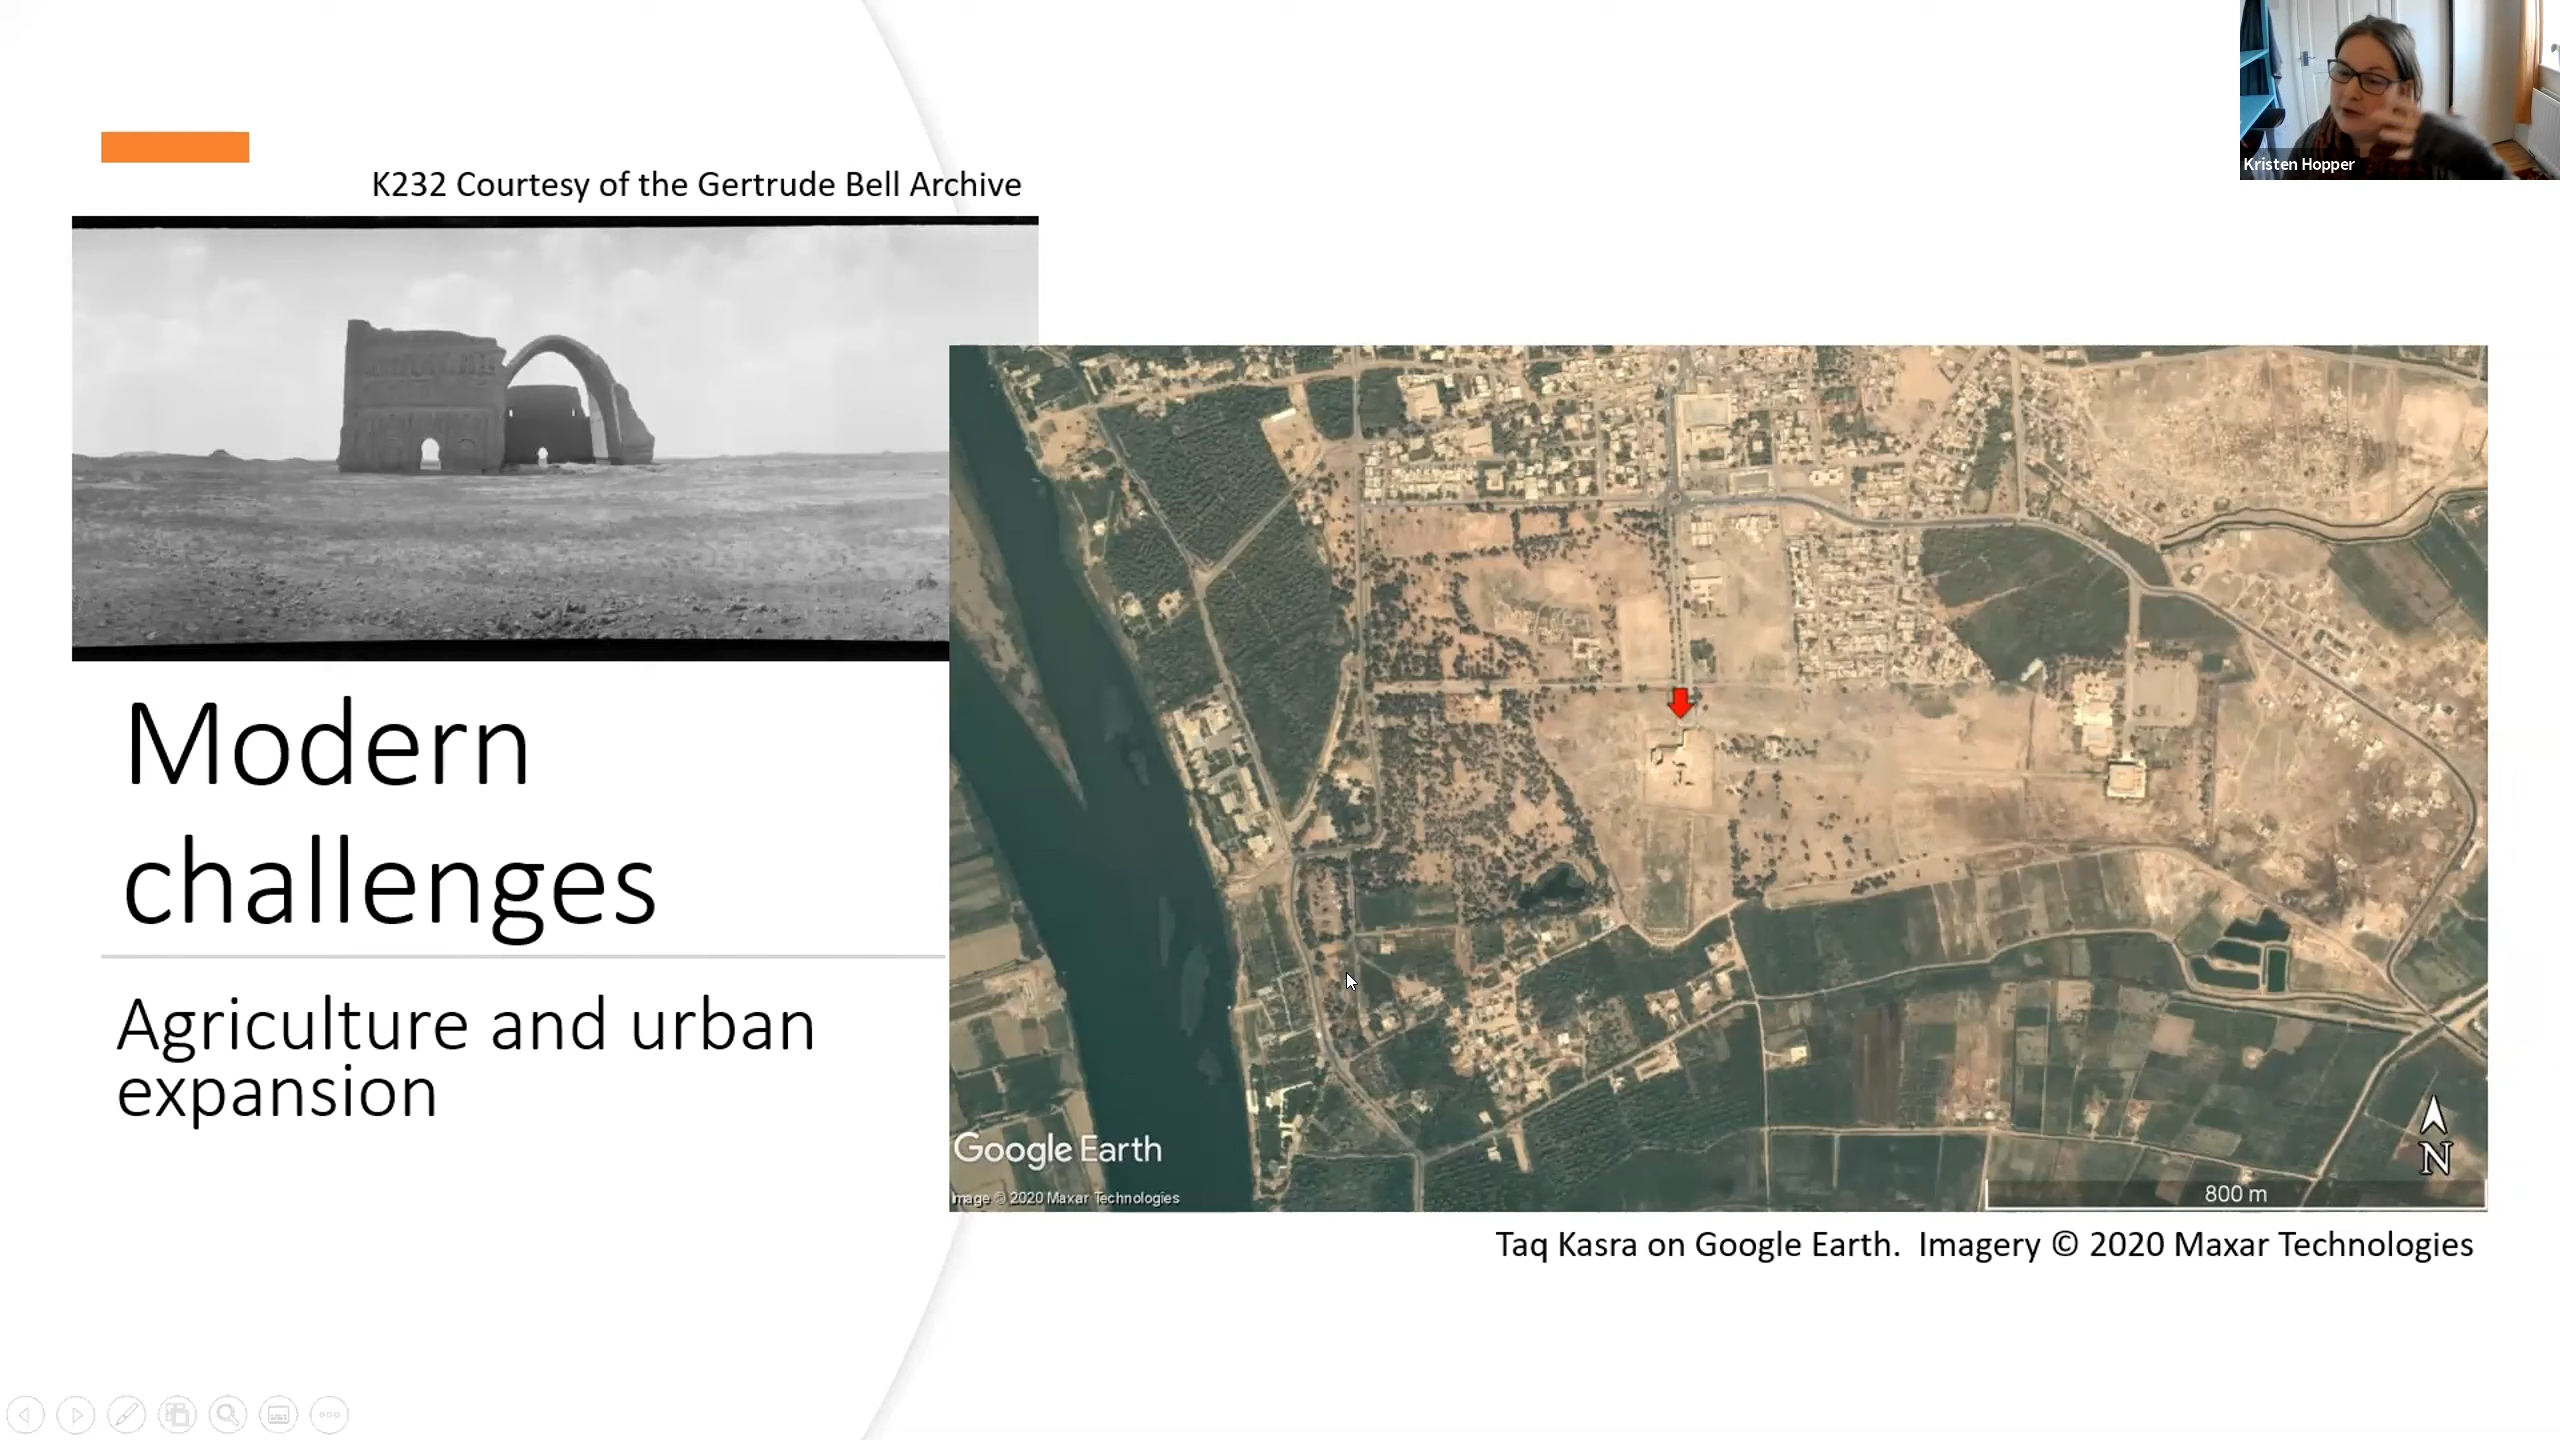 Kristen Hopper
K232 Courtesy of the Gertrude Bell Archive
Modern
challenges
Agriculture and urban
expansion
Google Earth
mage © 2020 Maxar Technologies
N
800 m
Taq Kasra on Google Earth. Imagery © 2020 Maxar Technologies